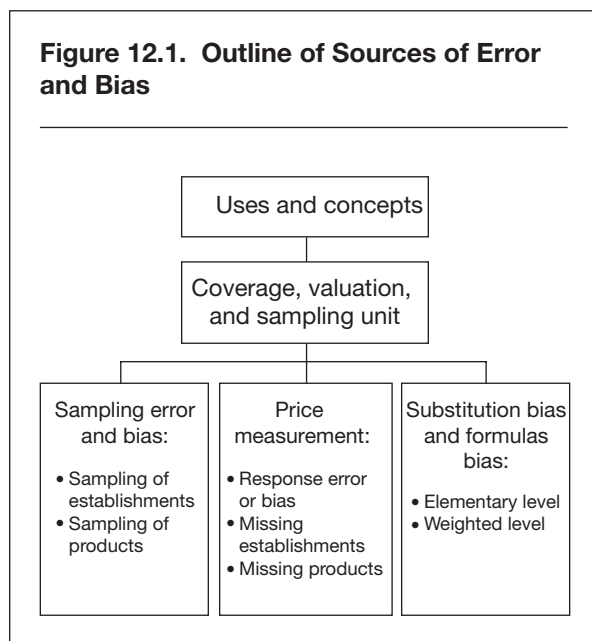 Figure 12.1. Outline of Sources of Error
and Bias
Uses and concepts
Coverage, valuation,
and sampling unit
Sampling error
and bias:
• Sampling of
establishments
• Sampling of
products
Price
measurement:
• Response error
or bias
• Missing
establishments
• Missing products
Substitution bias
and formulas
bias:
• Elementary level
• Weighted level